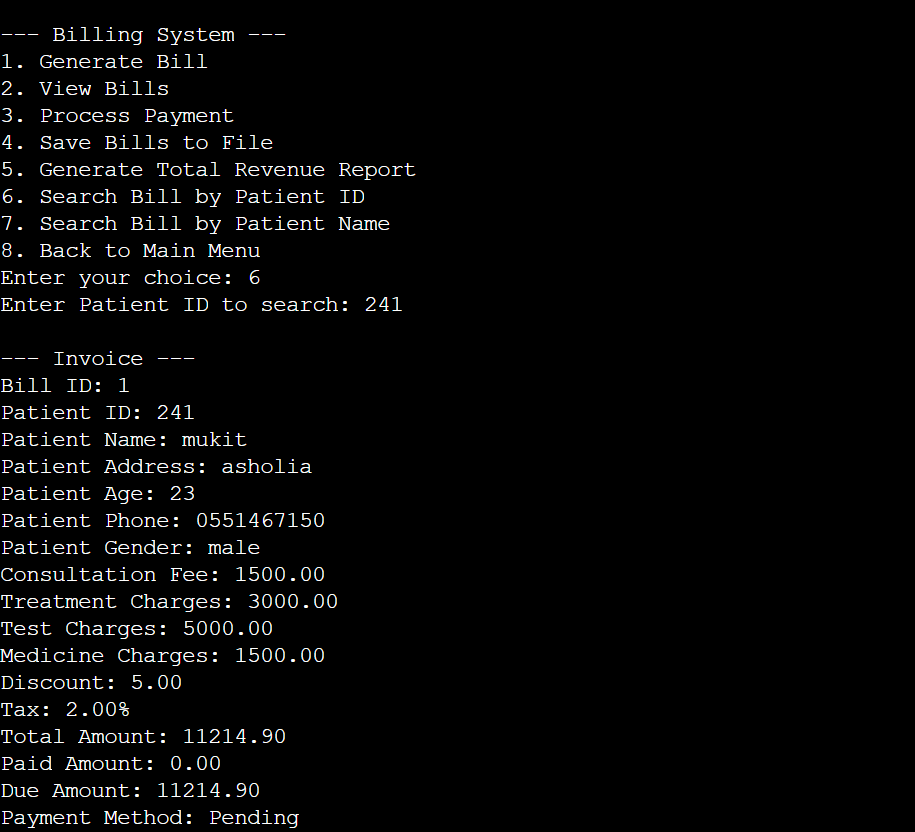 --- Billing System ---
1. Generate Bill
2. View Bills
3. Process Payment
4. Save Bills to File
5. Generate Total Revenue Report
6. Search Bill by Patient ID
7. Search Bill by Patient Name
8. Back to Main Menu
Enter your choice: 6
Enter Patient ID to search: 241
--- Invoice ---
Bill ID: 1
Patient ID: 241
Patient Name: mukit
Patient Address: asholia
Patient Age: 23
Patient Phone: 0551467150
Patient Gender: male
Consultation Fee: 1500.00
Treatment Charges: 3000.00
Test Charges: 5000.00
Medicine Charges: 1500.00
Discount: 5.00
Tax: 2.00%
Total Amount: 11214.90
Paid Amount: 0.00
Due Amount: 11214.90
Payment Method: Pending